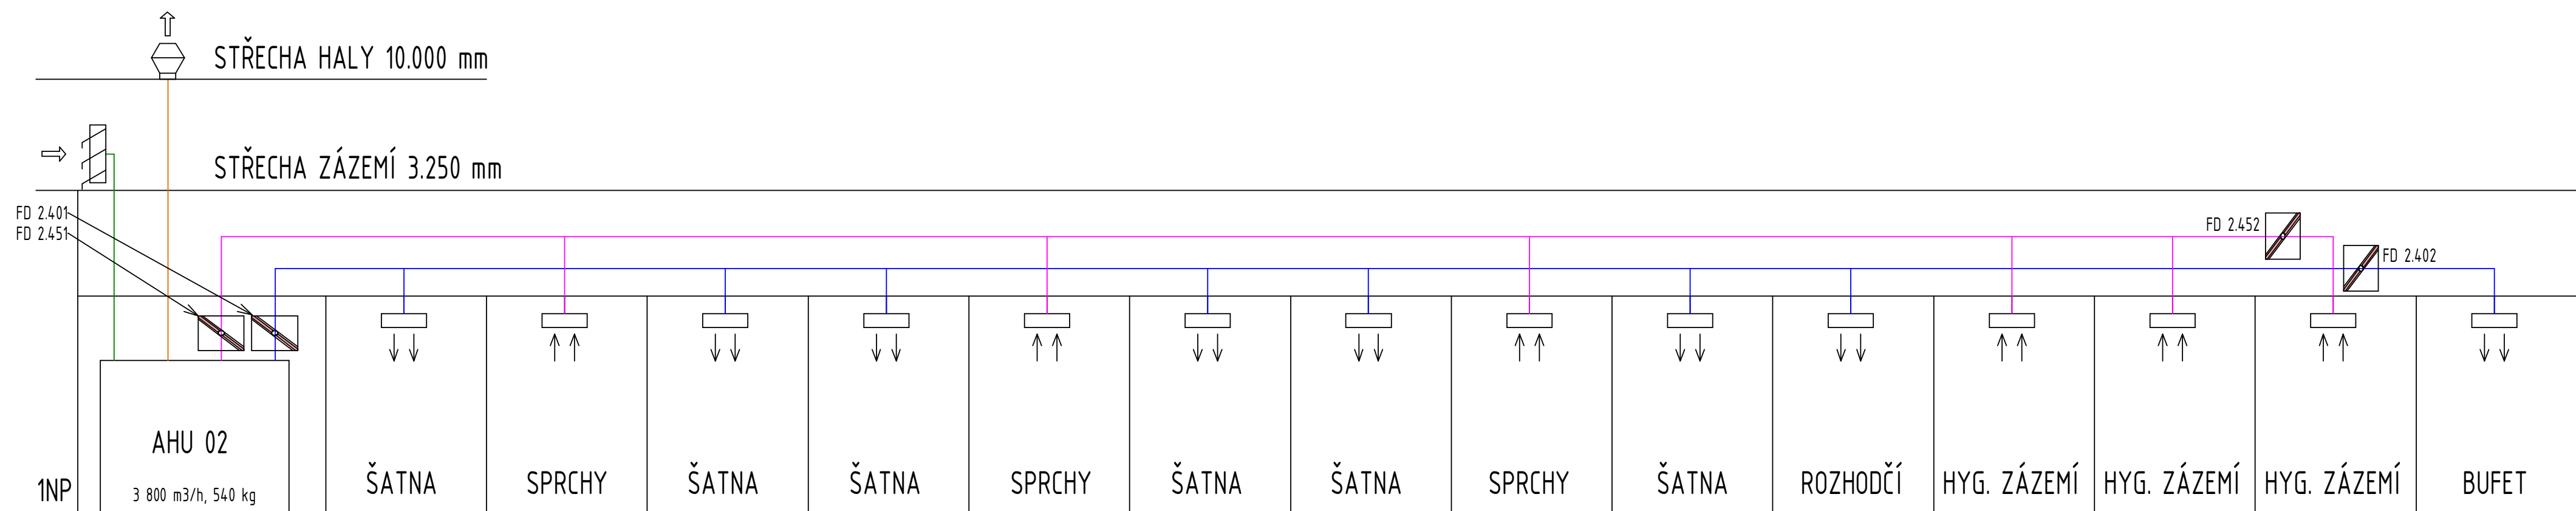 STŘECHA HALY 10.000 mm
STŘECHA ZÁZEMÍ 3.250 mm
FD 2.401
FD 2.451
FD 2.452
FD 2.402
AHU 02
3 800 m3/h, 540 kg
1NP
ŠATNA
SPRCHY
ŠATNA
ŠATNA
SPRCHY
ŠATNA
ŠATNA
SPRCHY
ŠATNA
ROZHODČÍ
HYG. ZÁZEMÍ
HYG. ZÁZEMÍ
HYG. ZÁZEMÍ
BUFET